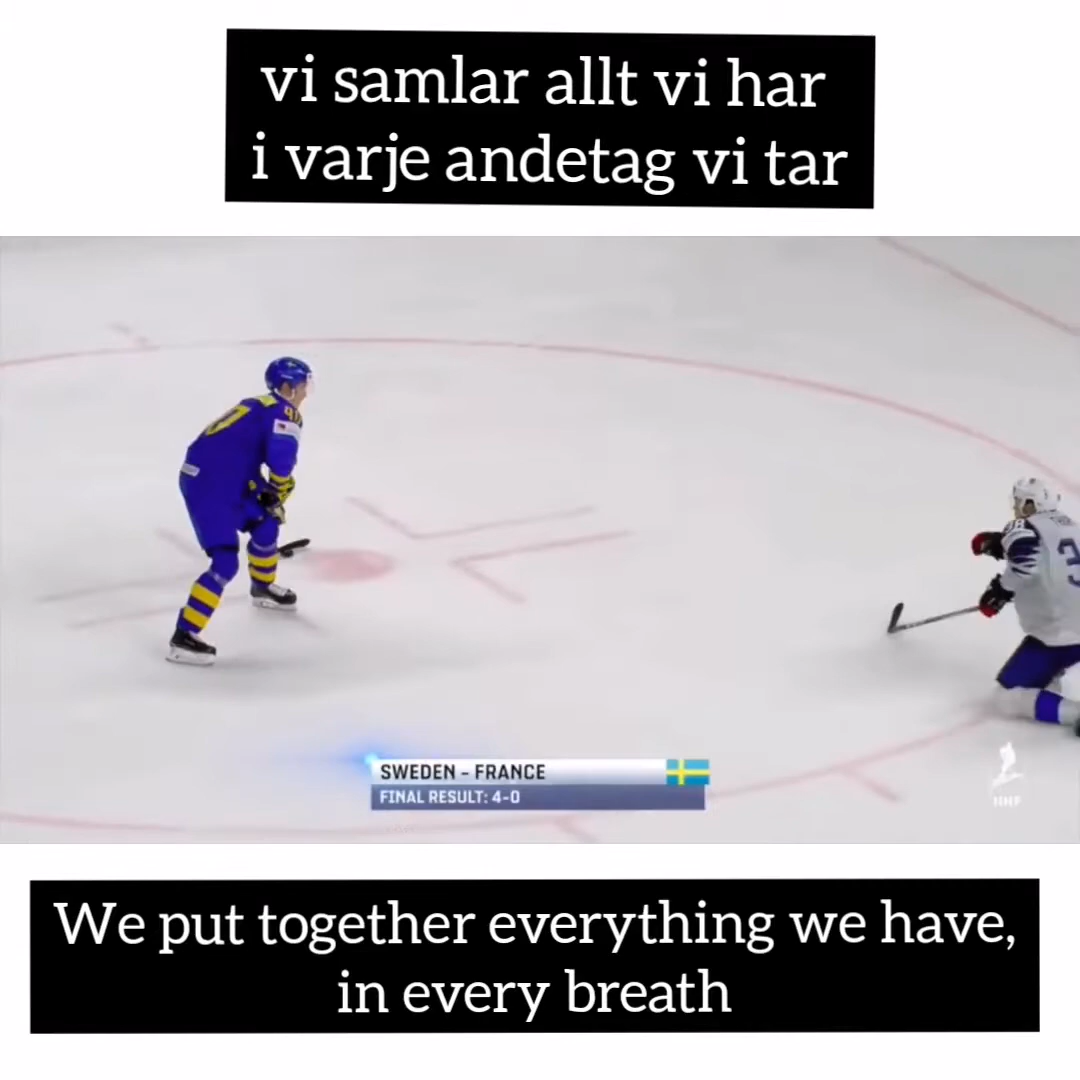 vi samlar allt vi har
i varje andetag vi tar
SWEDEN - FRANCE
FINAL RESULT: 4-0
We put together everything we have,
in every breath